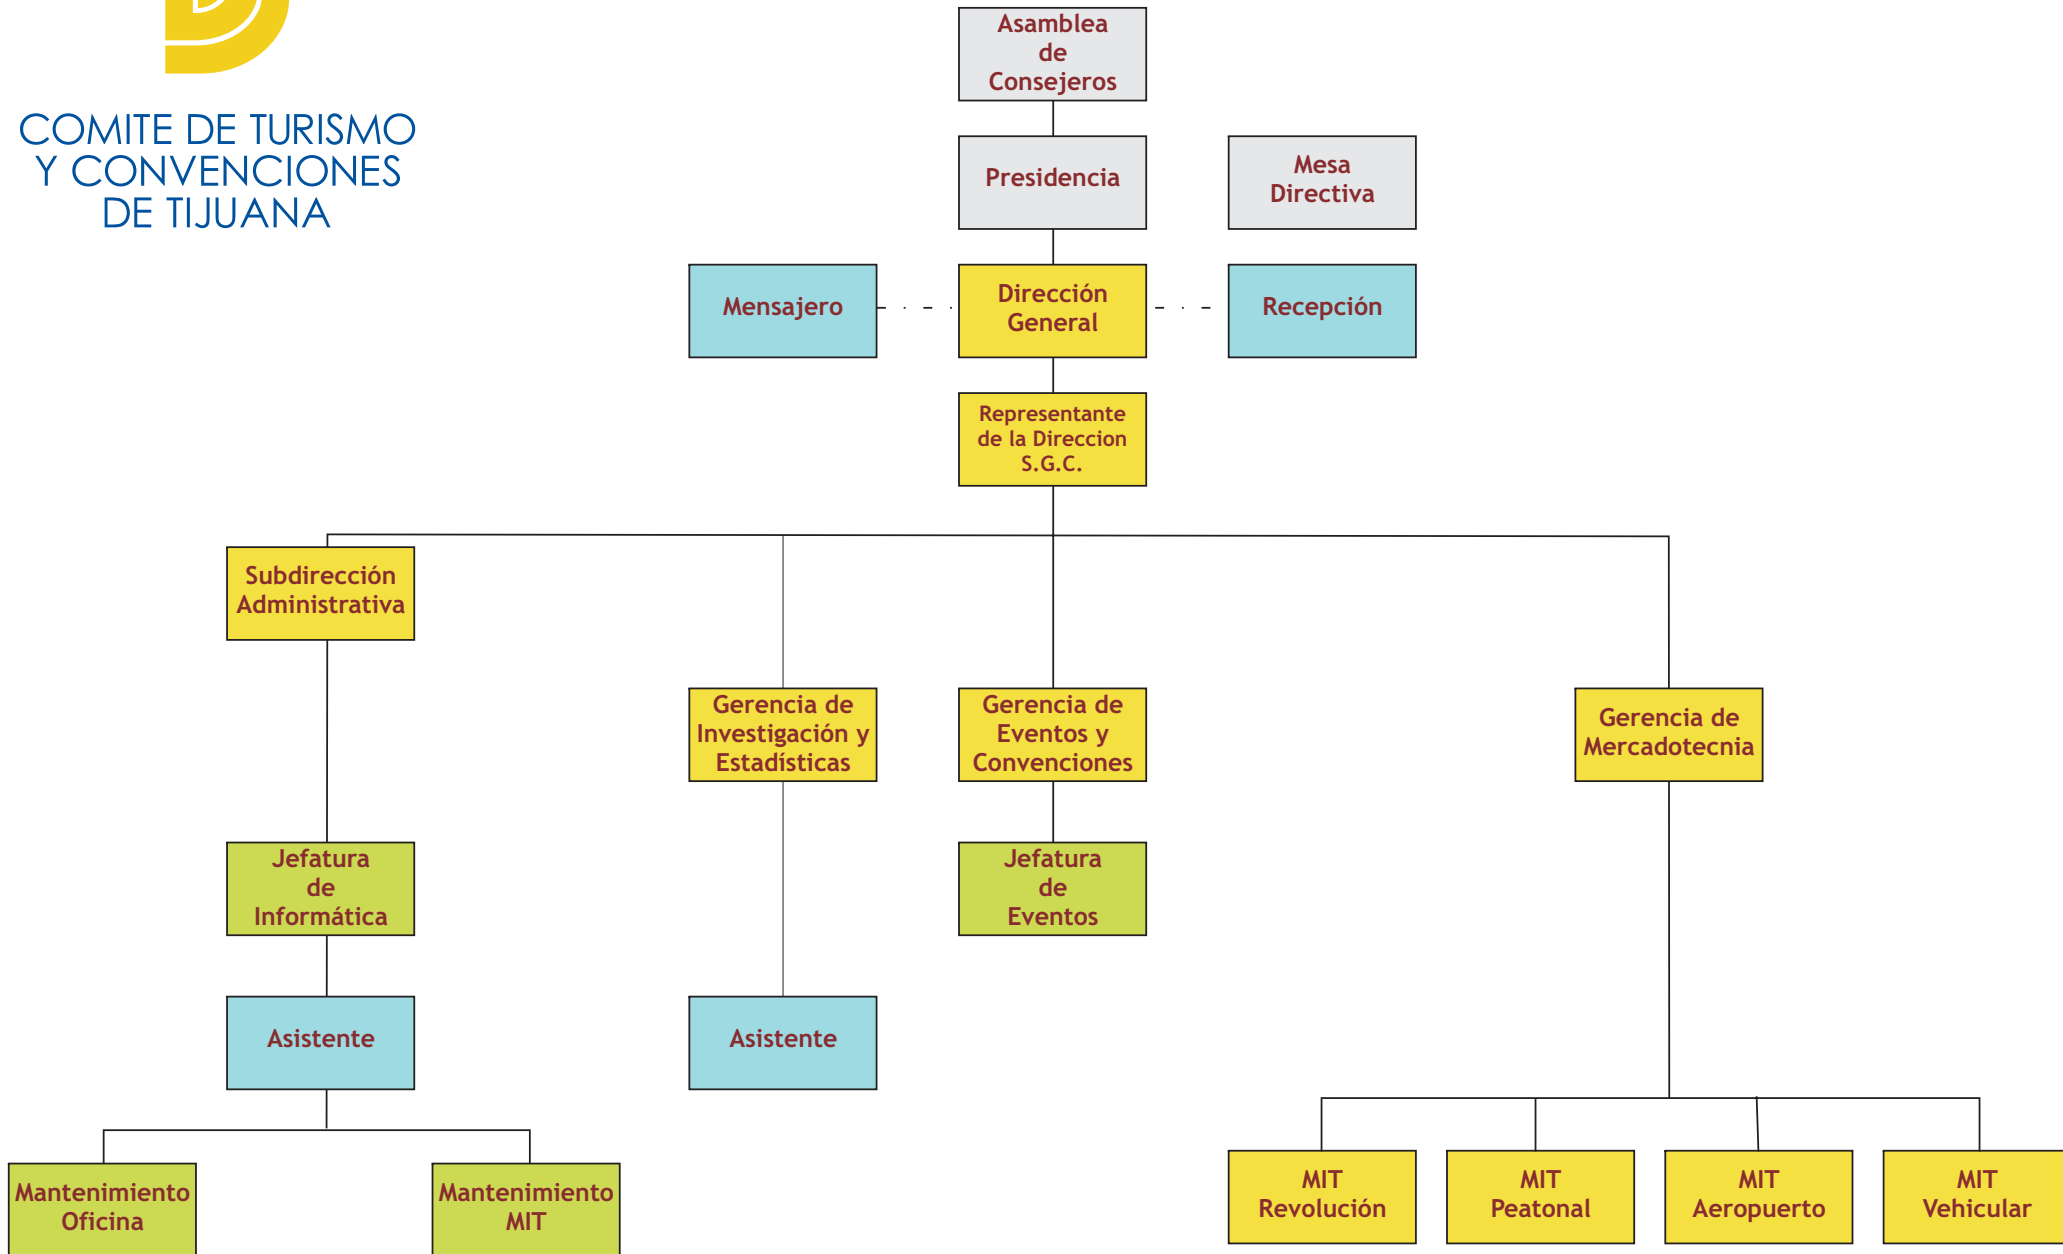 COMITE DE TURISMO
Y CONVENCIONES
DE TIJUANA
Asamblea
de
Consejeros
Presidencia
Mesa
Directiva
Mensajero
Dirección
General
Recepción
Representante
de la Direccion
S.G.C.
Subdirección
Administrativa
Gerencia de
Investigación y
Estadísticas
Gerencia de
Eventos y
Convenciones
Gerencia de
Mercadotecnia
Jefatura
de
Informática
Jefatura
de
Eventos
Asistente
Asistente
Mantenimiento
Oficina
Mantenimiento
MIT
MIT
Revolución
MIT
Peatonal
MIT
Aeropuerto
MIT
Vehicular